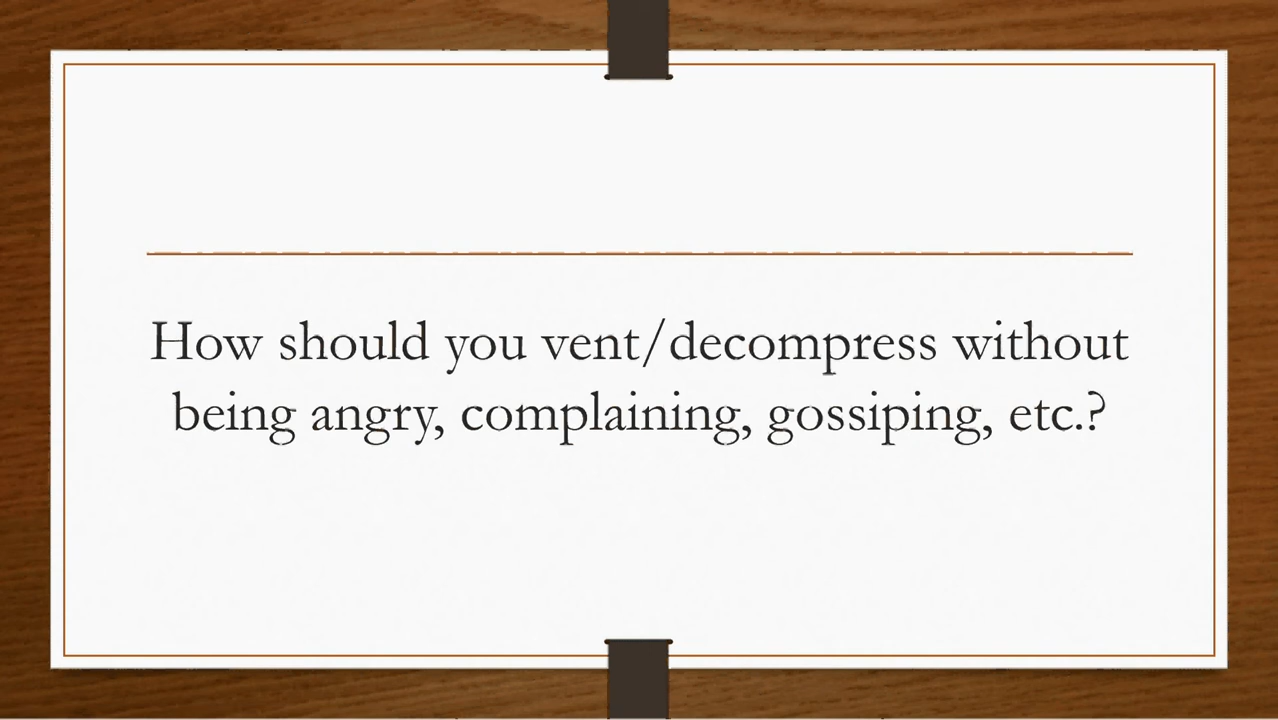 How should you vent/decompress without
being angry, complaining, gossiping, etc.?